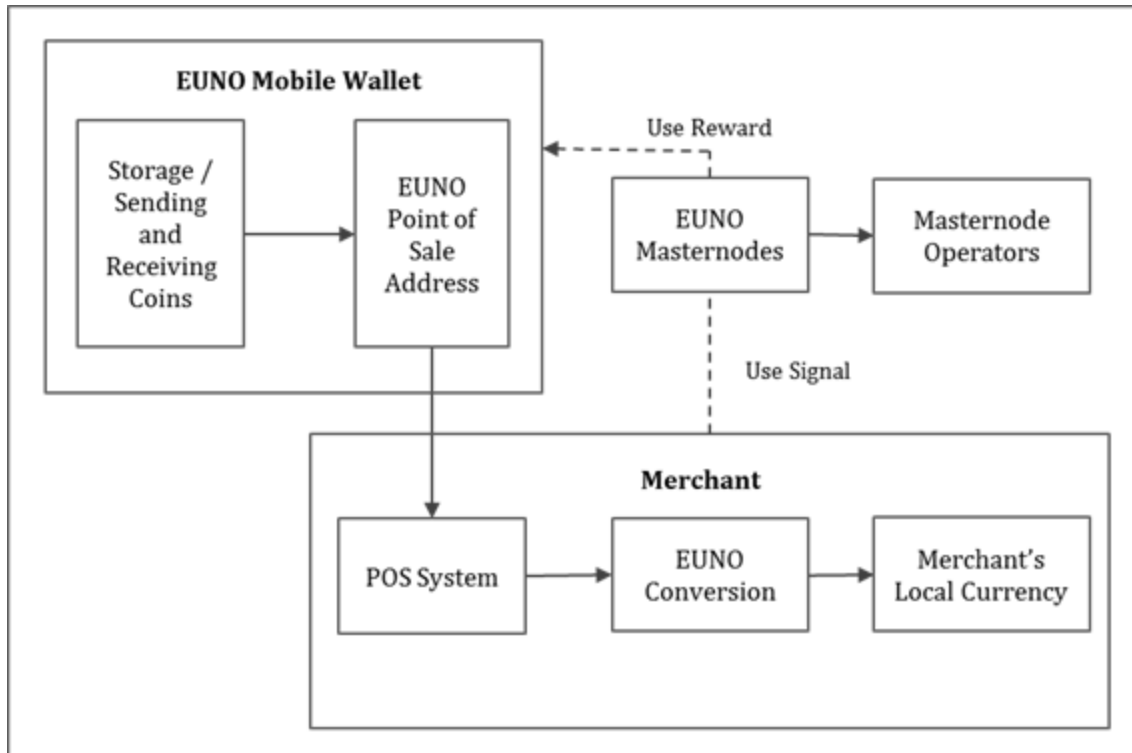 EUNO Mobile Wallet
Storage /
Sending
and
Receiving
Coins
EUNO
Point of
Sale
Address
Use Reward
EUNO
Masternodes
Masternode
Operators
Use Signal
Merchant
POS System
EUNO
Conversion
Merchant's
Local Currency